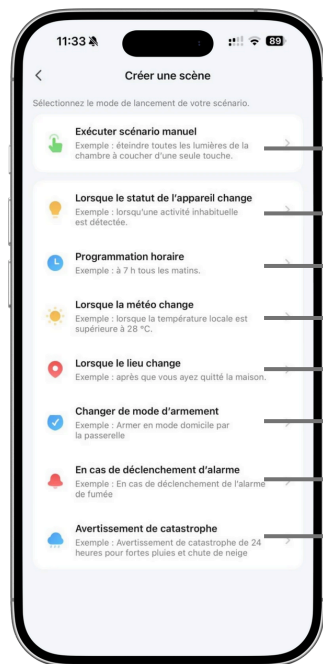 11:33
89
Créer une scène
Sélectionnez le mode de lancement de votre scénario.
Exécuter scénario manuel
Exemple : éteindre toutes les lumières de la
chambre à coucher d'une seule touche.
Lorsque le statut de l'appareil change
Exemple : lorsqu'une activité inhabituelle
est détectée.
Programmation horaire
Exemple : à 7 h tous les matins.
Lorsque la météo change
Exemple : lorsque la température locale est
supérieure à 28 °C.
Lorsque le lieu change
Exemple : après que vous ayez quitté la maison.
Changer de mode d'armement
Exemple : Armer en mode domicile par
la passerelle
En cas de déclenchement d'alarme
Exemple : En cas de déclenchement de l'alarme
de fumée
Avertissement de catastrophe
Exemple : Avertissement de catastrophe de 24
heures pour fortes pluies et chute de neige